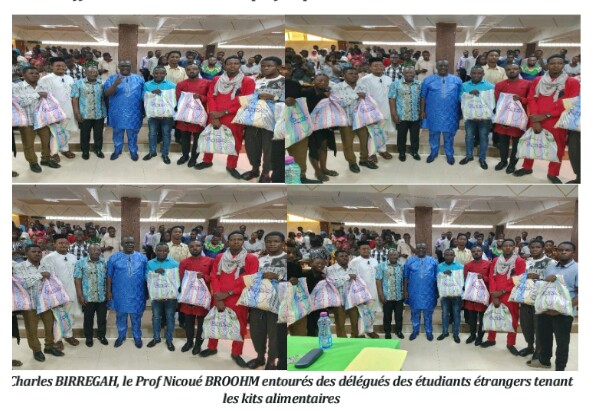 Charles BIRREGAH, le Prof Nicoué BROOHM entourés des délégués des étudiants étrangers tenant
les kits alimentaires